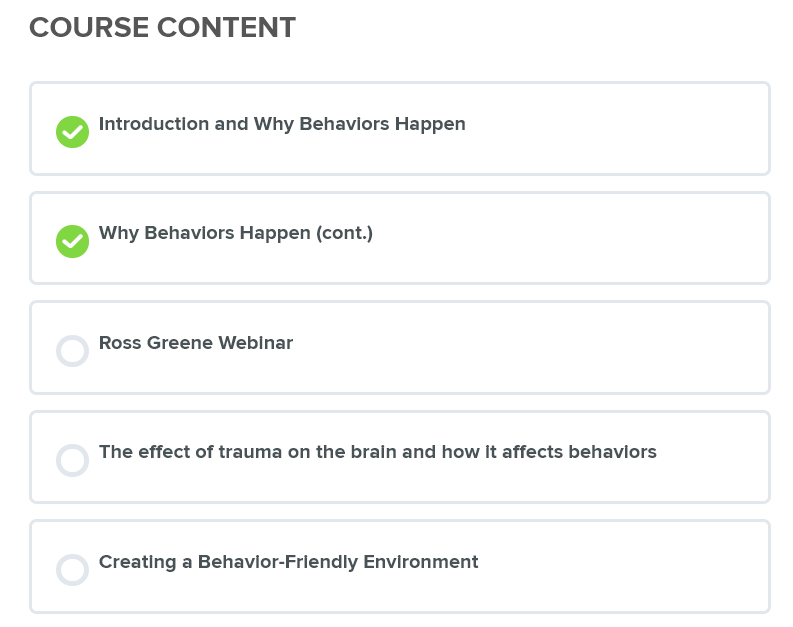 COURSE CONTENT
Introduction and Why Behaviors Happen
Why Behaviors Happen (cont.)
Ross Greene Webinar
The effect of trauma on the brain and how it affects behaviors
Creating a Behavior-Friendly Environment